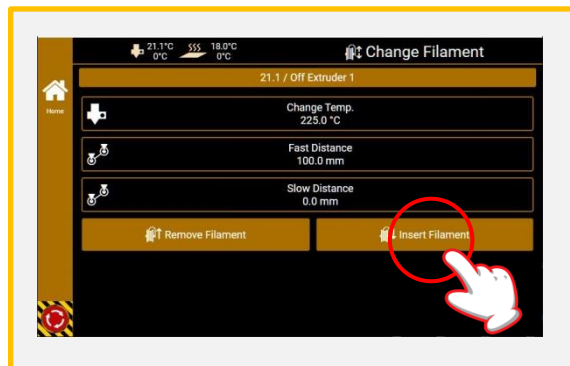 21.1°C
0°C
18.0°C
0°C
Change Filament
21.1 / Off Extruder 1
Home
Change Temp.
225.0 °C
Fast Distance
100.0 mm
Slow Distance
0.0 mm
Remove Filament
Insert Filament